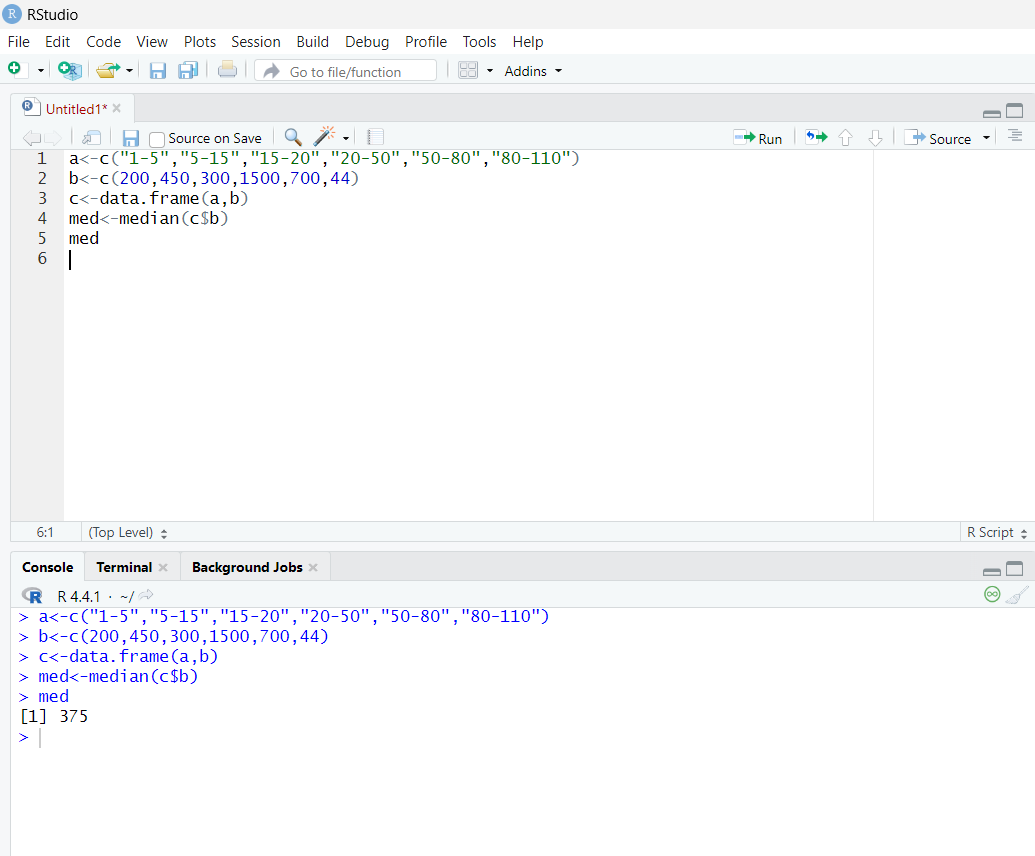 RStudio
File Edit Code View Plots Session Build Debug Profile Tools Help
Go to file/function Addins
Untitled1*
Source on Save Run Source
1 a<-c("1-5","5-15","15-20","20-50","50-80","80-110")
2 b<-c(200,450,300,1500,700,44)
3 c<-data.frame(a,b)
4 med<-median(c$b)
5 med
6
6:1 (Top Level) R Script
Console Terminal Background Jobs
R 4.4.1 · ~/
> a<-c("1-5","5-15","15-20","20-50","50-80","80-110")
> b<-c(200,450,300,1500,700,44)
> c<-data.frame(a,b)
> med<-median(c$b)
> med
[1] 375
>